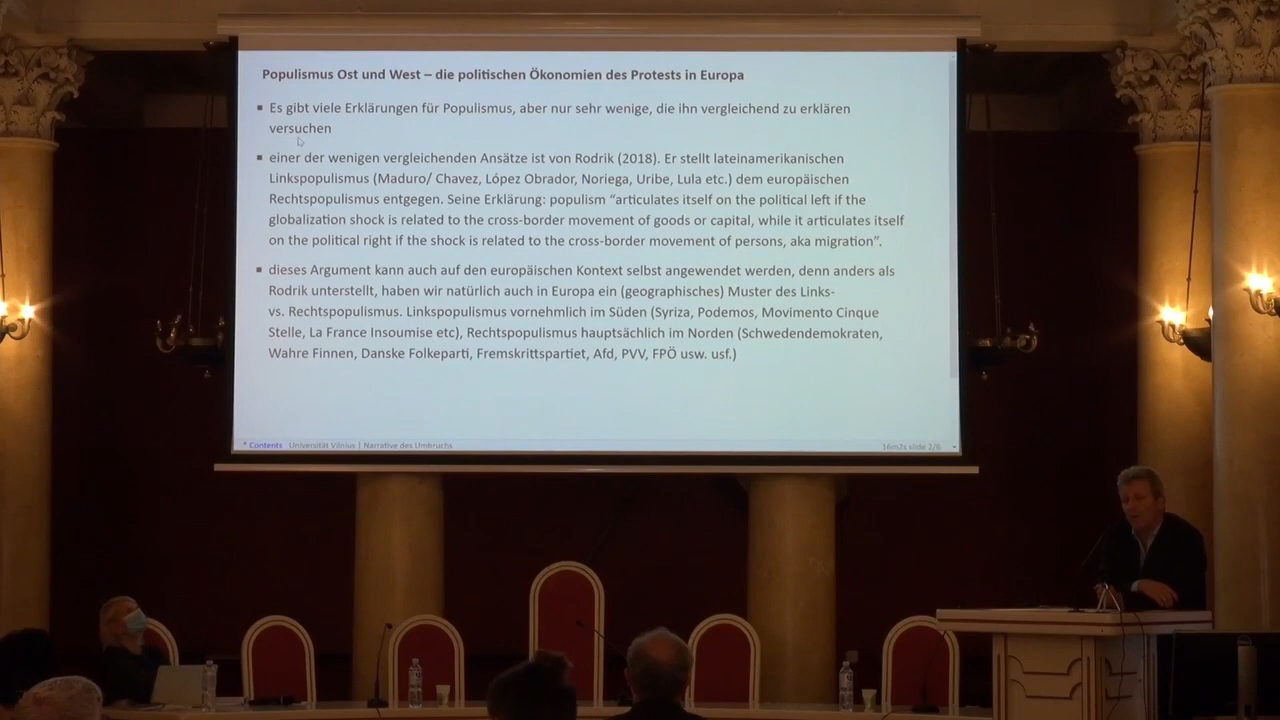 Populismus Ost und West – die politischen Ökonomien des Protests in Europa
▪ Es gibt viele Erklärungen für Populismus, aber nur sehr wenige, die ihn vergleichend zu erklären
versuchen
▪ einer der wenigen vergleichenden Ansätze ist von Rodrik (2018). Er stellt lateinamerikanischen
Linkspopulismus (Maduro/ Chavez, López Obrador, Noriega, Uribe, Lula etc.) dem europäischen
Rechtspopulismus entgegen. Seine Erklärung: populism “articulates itself on the political left if the
globalization shock is related to the cross-border movement of goods or capital, while it articulates itself
on the political right if the shock is related to the cross-border movement of persons, aka migration”.
▪ dieses Argument kann auch auf den europäischen Kontext selbst angewendet werden, denn anders als
Rodrik unterstellt, haben wir natürlich auch in Europa ein (geographisches) Muster des Links-
vs. Rechtspopulismus. Linkspopulismus vornehmlich im Süden (Syriza, Podemos, Movimento Cinque
Stelle, La France Insoumise etc), Rechtspopulismus hauptsächlich im Norden (Schwedendemokraten,
Wahre Finnen, Danske Folkeparti, Fremskrittspartiet, Afd, PVV, FPÖ usw. usf.)
* Contents Universität Vilnius | Narrative des Umbruchs
16m2s slide 2/6